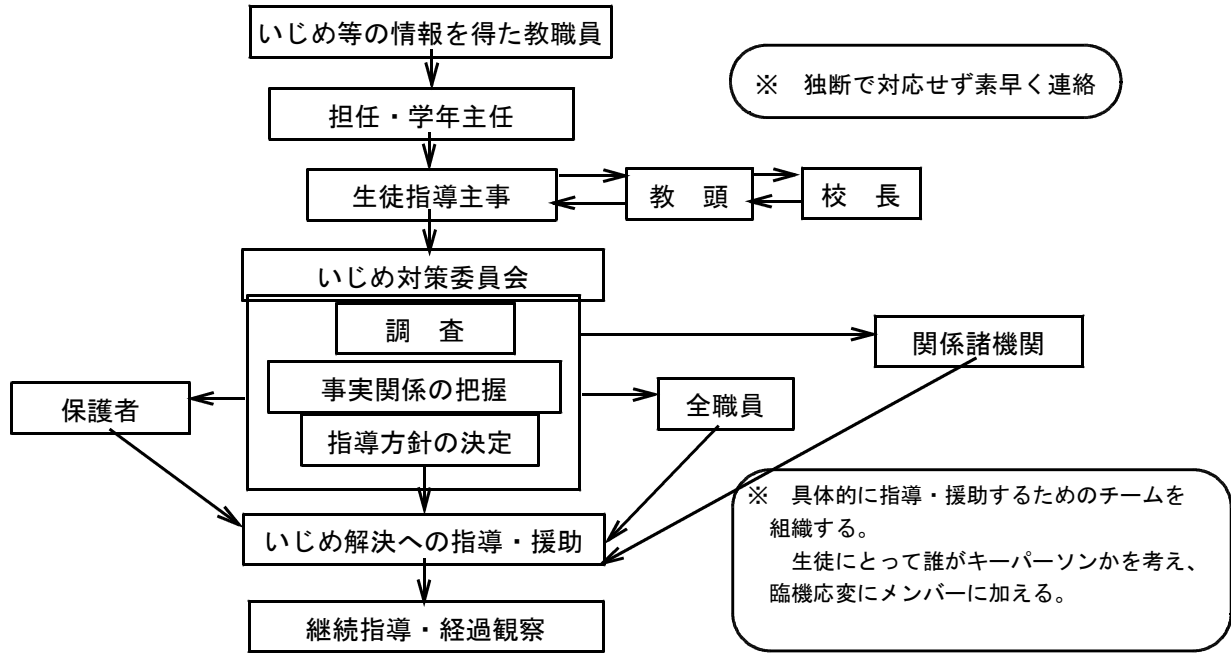 いじめ等の情報を得た教職員
※　独断で対応せず素早く連絡
担任・学年主任
生徒指導主事
教　頭
校　長
いじめ対策委員会
調　査
関係諸機関
事実関係の把握
保護者
全職員
指導方針の決定
※　具体的に指導・援助するためのチームを
組織する。
生徒にとって誰がキーパーソンかを考え、
臨機応変にメンバーに加える。
いじめ解決への指導・援助
継続指導・経過観察